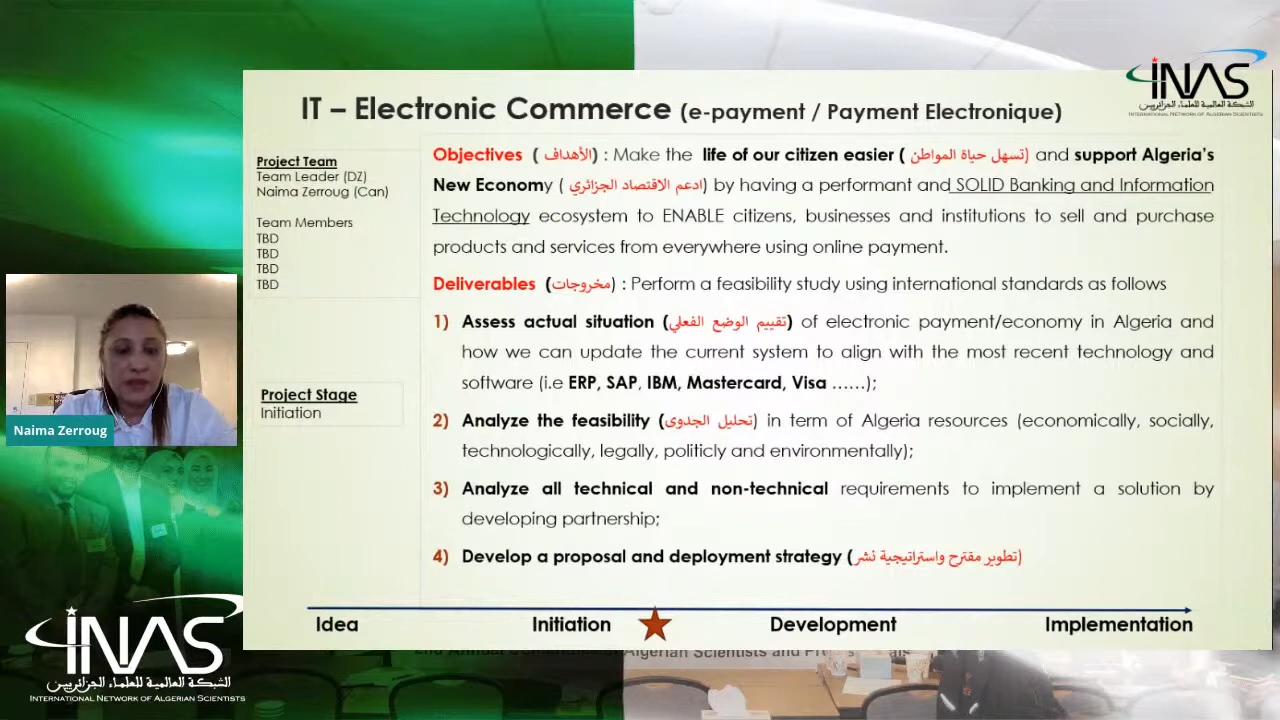 iNAS
الشبكة العالمية للعلماء الجزائريين
INTERNATIONAL NETWORK OF ALGERIAN SCIENTISTS
IT – Electronic Commerce (e-payment / Payment Electronique)
Project Team
Team Leader (DZ)
Naima Zerroug (Can)
Team Members
TBD
TBD
TBD
TBD
Project Stage
Initiation
Objectives ( الأهداف) : Make the life of our citizen easier ( تسهل حياة المواطن) and support Algeria's
New Economy ( ادعم الاقتصاد الجزائري) by having a performant and SOLID Banking and Information
Technology ecosystem to ENABLE citizens, businesses and institutions to sell and purchase
products and services from everywhere using online payment.
Deliverables (مخروجات) : Perform a feasibility study using international standards as follows
1) Assess actual situation (تقييم الوضع الفعلي) of electronic payment/economy in Algeria and
how we can update the current system to align with the most recent technology and
software (i.e ERP, SAP, IBM, Mastercard, Visa ……);
2) Analyze the feasibility (تحليل الجدوى) in term of Algeria resources (economically, socially,
technologically, legally, politicly and environmentally);
3) Analyze all technical and non-technical requirements to implement a solution by
developing partnership;
4) Develop a proposal and deployment strategy (تطوير مقترح واستراتيجية نشر)
Idea Initiation Development Implementation
Naima Zerroug
iNAS
الشبكة العالمية للعلماء الجزائريين
INTERNATIONAL NETWORK OF ALGERIAN SCIENTISTS
Algerian Scientists and